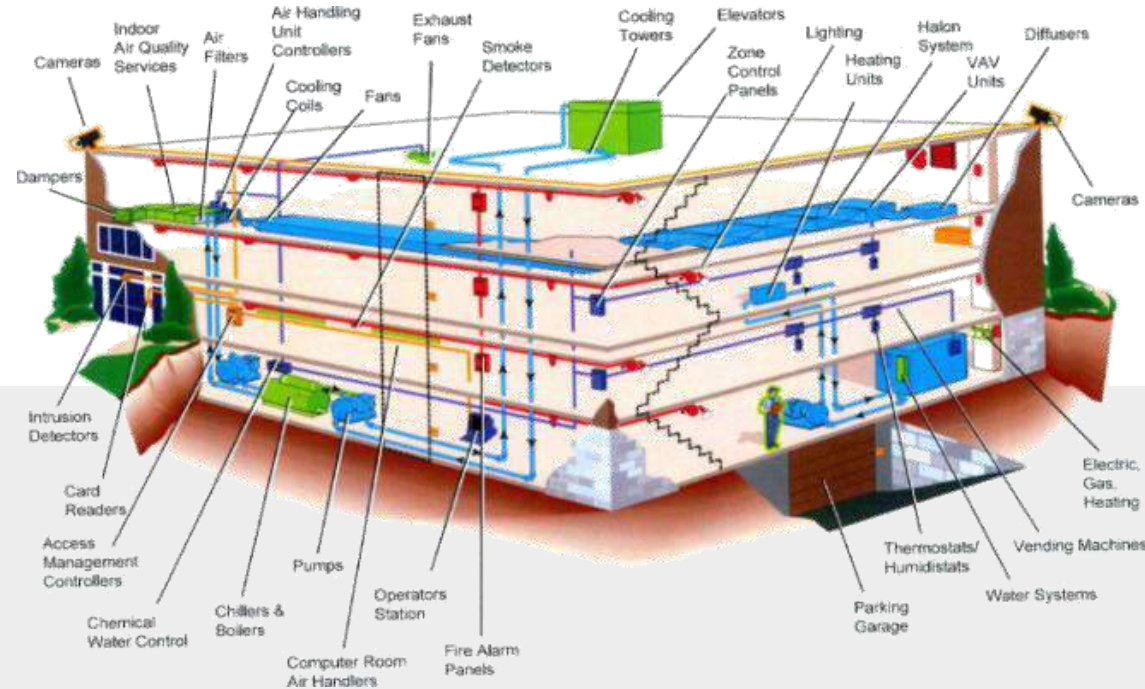 Cameras
Indoor
Air Quality
Services
Air
Filters
Air Handling
Unit
Controllers
Cooling
Coils
Fans
Exhaust
Fans
Smoke
Detectors
Cooling
Towers
Elevators
Zone
Control
Panels
Lighting
Heating
Units
Halon
System
VAV
Units
Diffusers
Cameras
Dampers
Intrusion
Detectors
Card
Readers
Access
Management
Controllers
Chemical
Water Control
Chillers &
Boilers
Pumps
Computer Room
Air Handlers
Operators
Station
Fire Alarm
Panels
Parking
Garage
Thermostats/
Humidistats
Water Systems
Vending Machines
Electric,
Gas,
Heating